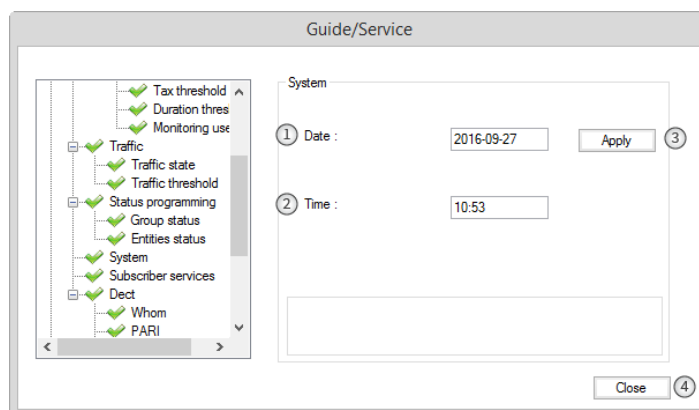 Guide/Service
Tax threshold
Duration thres
Monitoring use
Traffic
Traffic state
Traffic threshold
Status programming
Group status
Entities status
System
Subscriber services
Dect
Whom
PARI
System
1 Date :
2016-09-27
Apply
3
2 Time :
10:53
Close
4